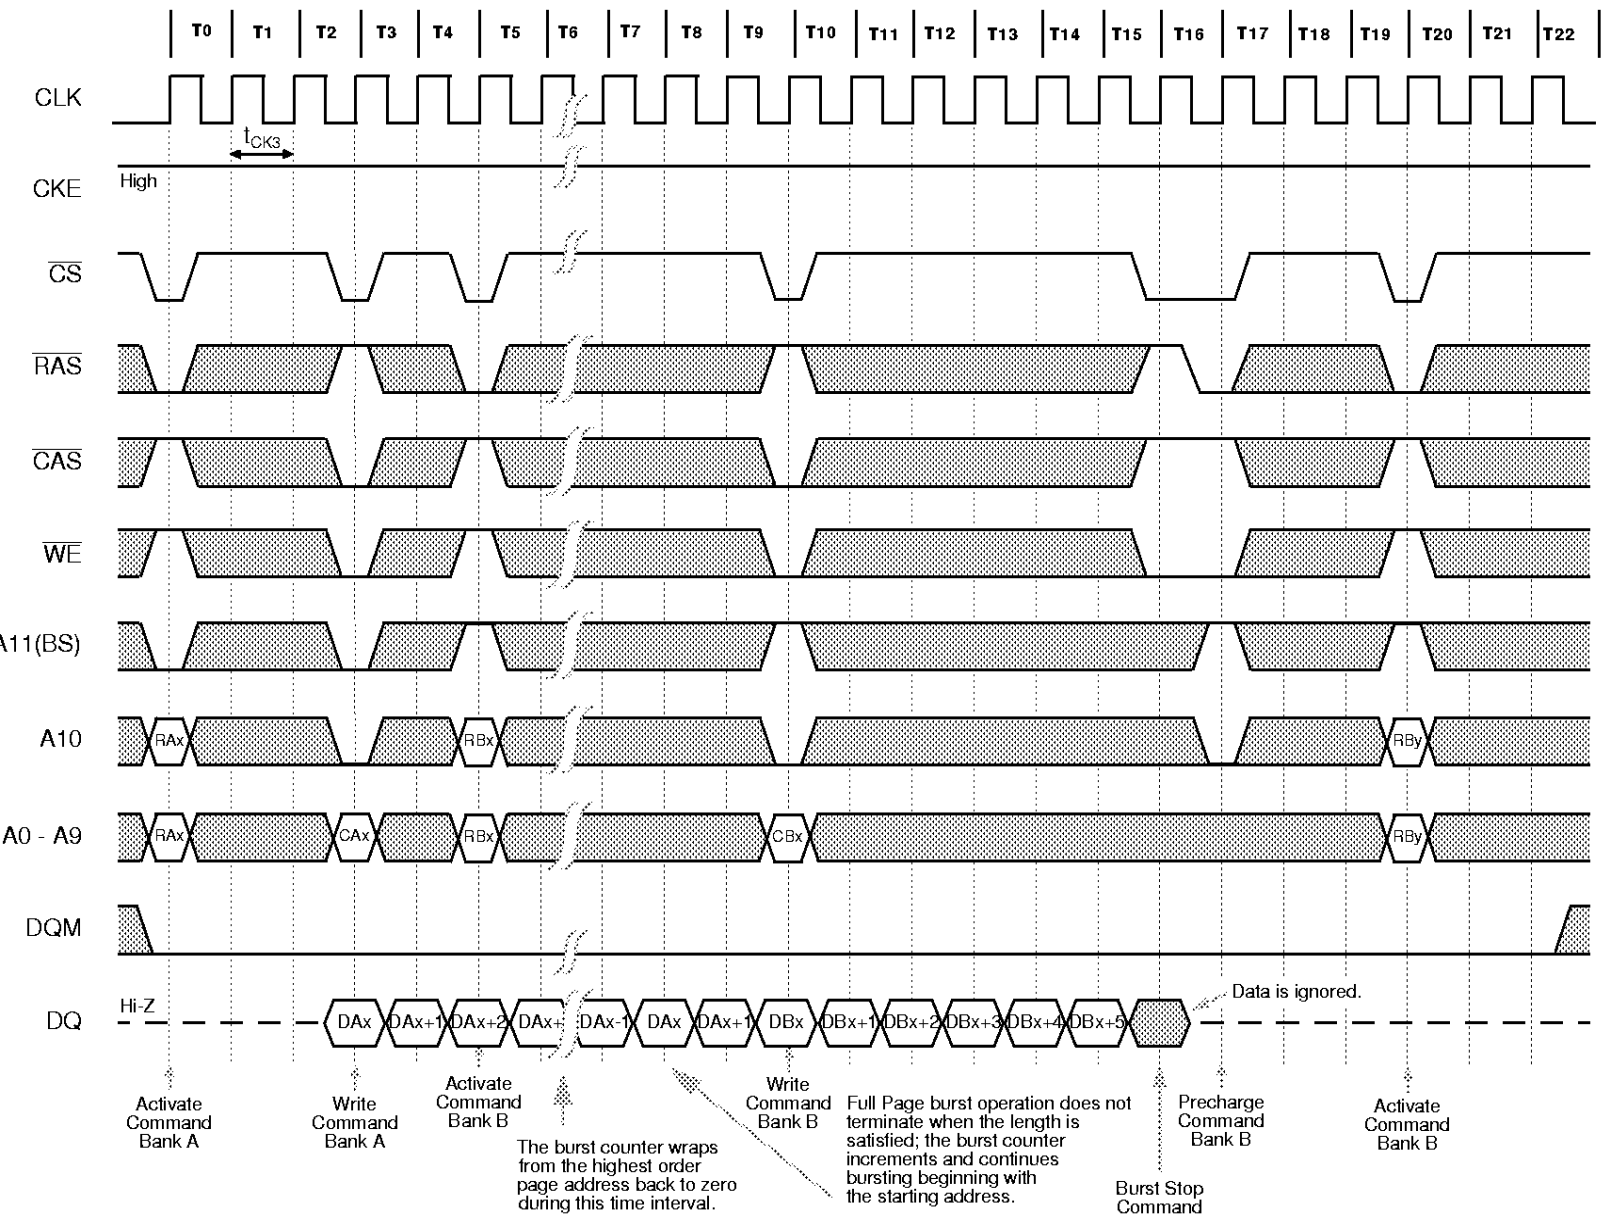 T0 T1 T2 T3 T4 T5 T6 T7 T8 T9 T10 T11 T12 T13 T14 T15 T16 T17 T18 T19 T20 T21 T22
CLK
tCK3
High
CKE
CS
RAS
CAS
WE
A11(BS)
A10
RAx RBx RBy
A0 - A9
RAx CAx RBx CBx RBy
DQM
Hi-Z
Data is ignored.
DQ
DAx DAx+1 DAx+2 DAx+ DAx-1 DAx DAx+1 DBx DBx+1 DBx+2 DBx+3 DBx+4 DBx+5
Activate
Command
Bank A
Write
Command
Bank A
Activate
Command
Bank B
The burst counter wraps
from the highest order
page address back to zero
during this time interval.
Write
Command
Bank B
Full Page burst operation does not
terminate when the length is
satisfied; the burst counter
increments and continues
bursting beginning with
the starting address.
Burst Stop
Command
Precharge
Command
Bank B
Activate
Command
Bank B